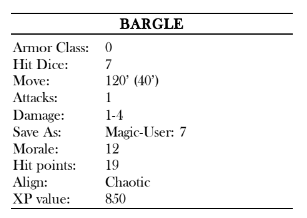 BARGLE
Armor Class: 0
Hit Dice: 7
Move: 120’ (40’)
Attacks: 1
Damage: 1-4
Save As: Magic-User: 7
Morale: 12
Hit points: 19
Align: Chaotic
XP value: 850